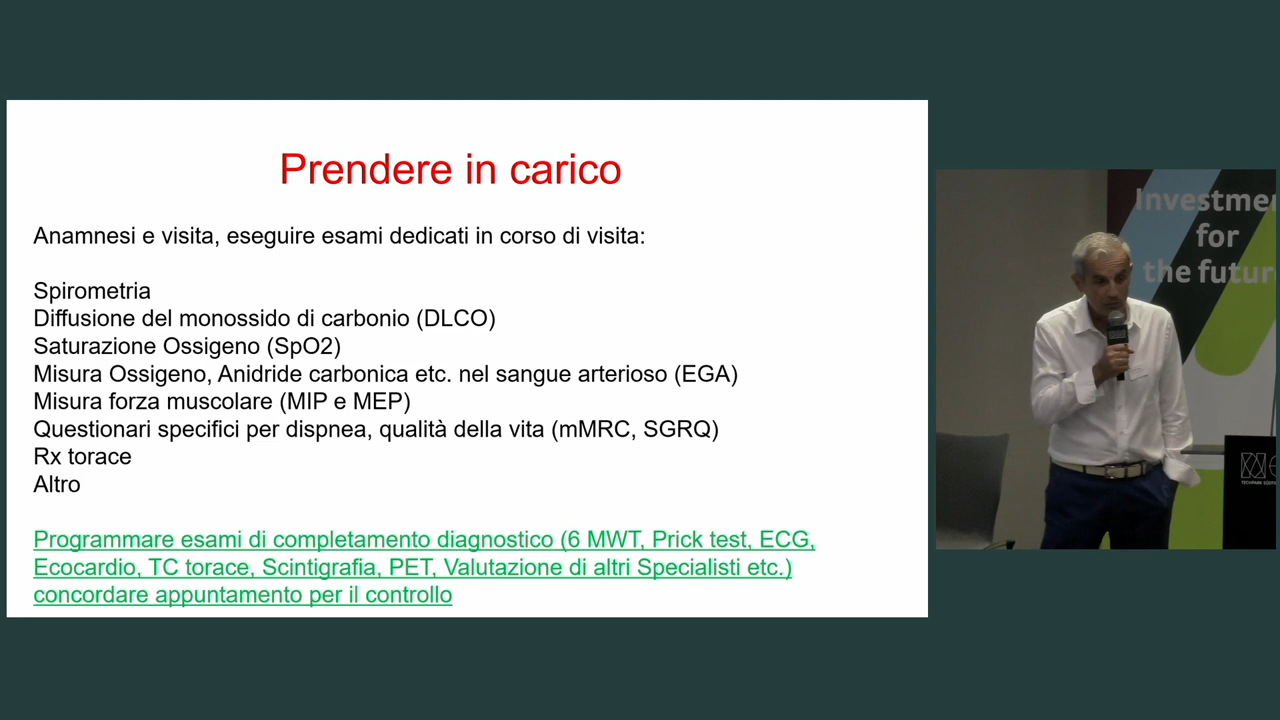 Prendere in carico
Anamnesi e visita, eseguire esami dedicati in corso di visita:
Spirometria
Diffusione del monossido di carbonio (DLCO)
Saturazione Ossigeno (SpO2)
Misura Ossigeno, Anidride carbonica etc. nel sangue arterioso (EGA)
Misura forza muscolare (MIP e MEP)
Questionari specifici per dispnea, qualità della vita (mMRC, SGRQ)
Rx torace
Altro
Programmare esami di completamento diagnostico (6 MWT, Prick test, ECG,
Ecocardio, TC torace, Scintigrafia, PET, Valutazione di altri Specialisti etc.)
concordare appuntamento per il controllo
Investmen
for
the futur
TECHPARK